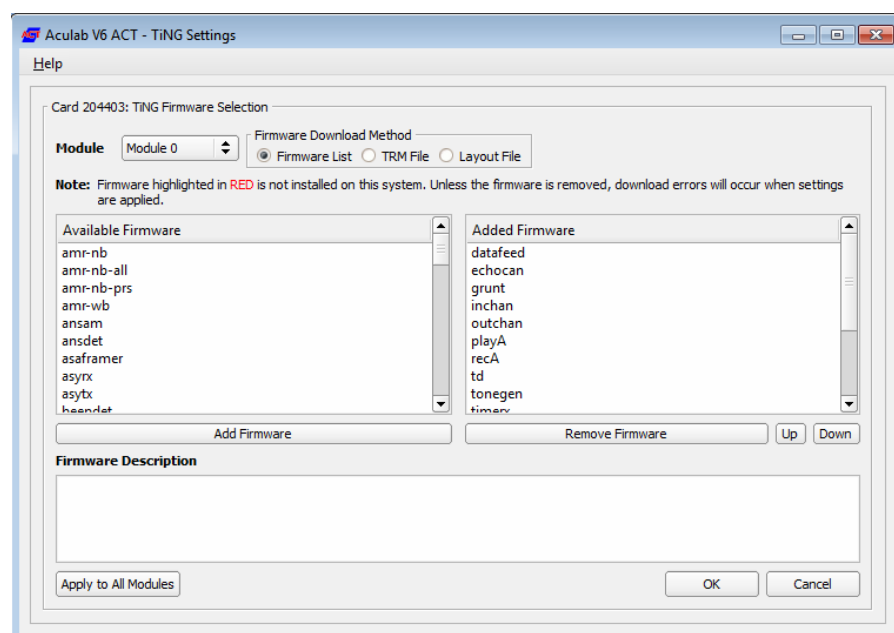 Aculab V6 ACT - TiNG Settings
Help
Card 204403: TiNG Firmware Selection
Module
Module 0
Firmware Download Method
Firmware List
TRM File
Layout File
Note: Firmware highlighted in RED is not installed on this system. Unless the firmware is removed, download errors will occur when settings
are applied.
Available Firmware
amr-nb
amr-nb-all
amr-nb-prs
amr-wb
ansam
ansdet
asaframer
asyrx
asytx
Added Firmware
datafeed
echocan
grunt
inchan
outchan
playA
recA
td
tonegen
timerx
Add Firmware
Remove Firmware
Up
Down
Firmware Description
Apply to All Modules
OK
Cancel